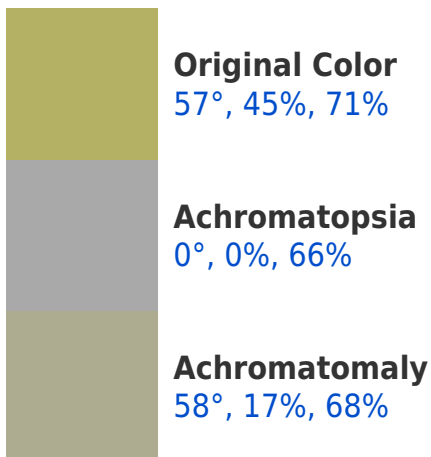 Original Color
57°, 45%, 71%
Achromatopsia
0°, 0%, 66%
Achromatomaly
58°, 17%, 68%